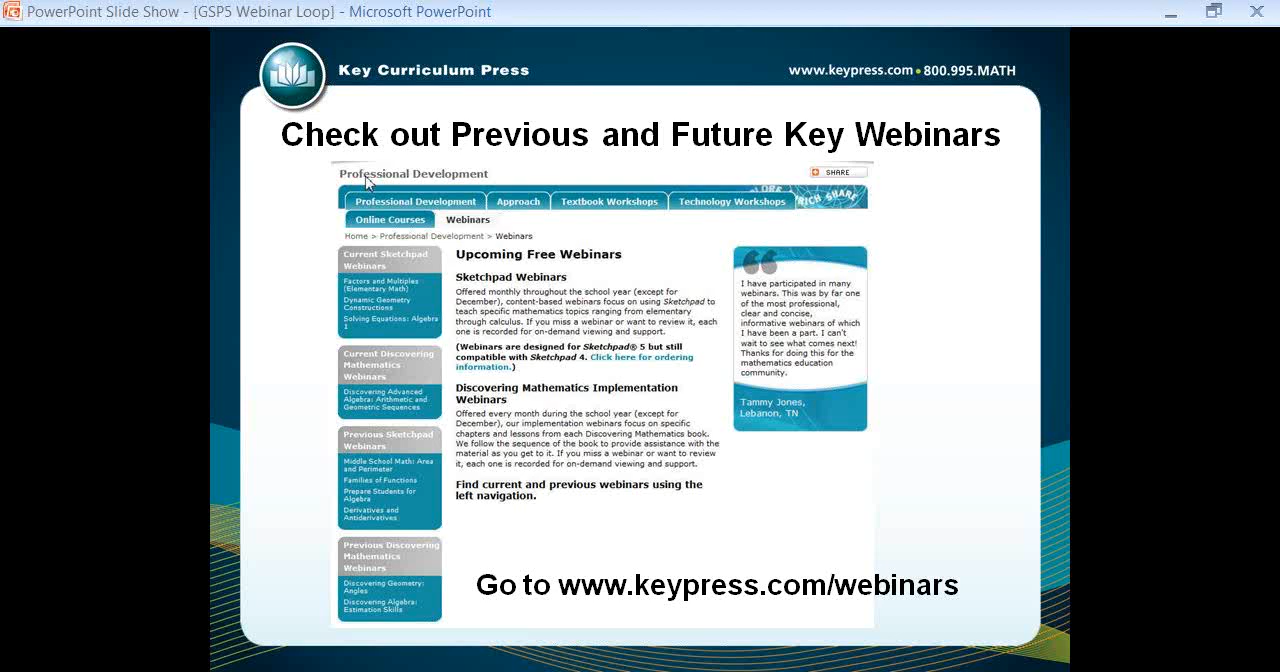 PowerPoint Slide Show - [GSP5 Webinar Loop] - Microsoft PowerPoint
Key Curriculum Press
www.keypress.com • 800.995.MATH
Check out Previous and Future Key Webinars
Professional Development
SHARE
Professional Development
Approach
Textbook Workshops
Technology Workshops
RICH SHARE
Online Courses
Webinars
Home > Professional Development > Webinars
Current Sketchpad
Webinars
Factors and Multiples
(Elementary Math)
Dynamic Geometry
Constructions
Solving Equations: Algebra
1
Current Discovering
Mathematics
Webinars
Discovering Advanced
Algebra: Arithmetic and
Geometric Sequences
Previous Sketchpad
Webinars
Middle School Math: Area
and Perimeter
Families of Functions
Prepare Students for
Algebra
Derivatives and
Antiderivatives
Previous Discovering
Mathematics
Webinars
Discovering Geometry:
Angles
Discovering Algebra:
Estimation Skills
Upcoming Free Webinars
Sketchpad Webinars
Offered monthly throughout the school year (except for
December), content-based webinars focus on using Sketchpad to
teach specific mathematics topics ranging from elementary
through calculus. If you miss a webinar or want to review it, each
one is recorded for on-demand viewing and support.
(Webinars are designed for Sketchpad® 5 but still
compatible with Sketchpad 4. Click here for ordering
information.)
Discovering Mathematics Implementation
Webinars
Offered every month during the school year (except for
December), our implementation webinars focus on specific
chapters and lessons from each Discovering Mathematics book.
We follow the sequence of the book to provide assistance with the
material as you get to it. If you miss a webinar or want to review
it, each one is recorded for on-demand viewing and support.
Find current and previous webinars using the
left navigation.
I have participated in many
webinars. This was by far one
of the most professional,
clear and concise,
informative webinars of which
I have been a part. I can't
wait to see what comes next!
Thanks for doing this for the
mathematics education
community.
Tammy Jones,
Lebanon, TN
Go to www.keypress.com/webinars